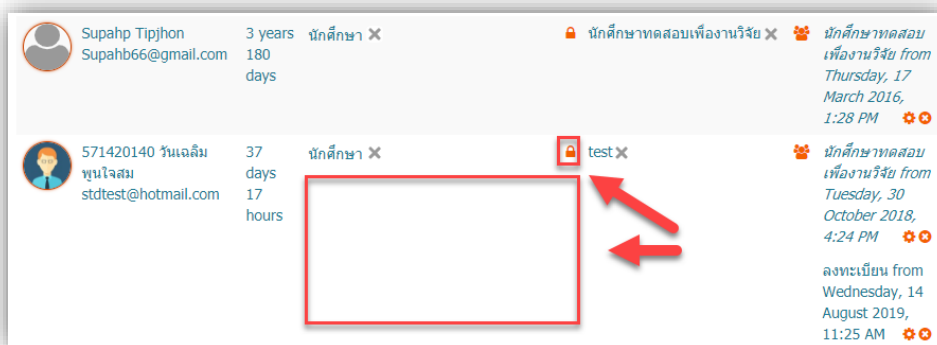 Supahp Tipjhon
Supahb66@gmail.com
3 years
180
days
นักศึกษา
นักศึกษาทดสอบเพื่องานวิจัย
นักศึกษาทดสอบ
เพื่องานวิจัย from
Thursday, 17
March 2016,
1:28 PM
571420140 วันเฉลิม
พูนใจสม
stdtest@hotmail.com
37
days
17
hours
นักศึกษา
test
นักศึกษาทดสอบ
เพื่องานวิจัย from
Tuesday, 30
October 2018,
4:24 PM
ลงทะเบียน from
Wednesday, 14
August 2019,
11:25 AM